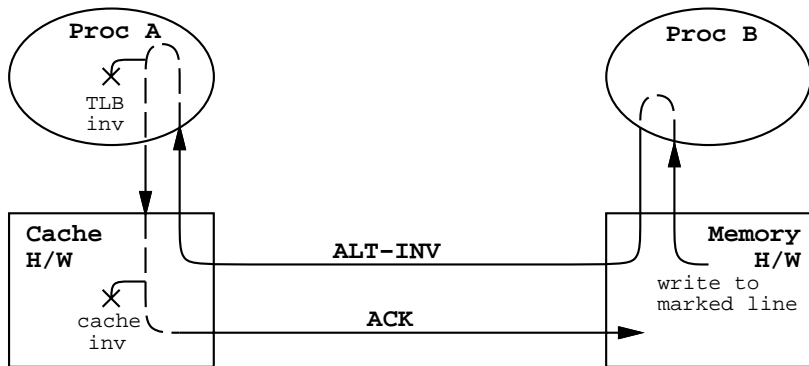 Proc A
Proc B
TLB
inv
Cache
H/W
ALT-INV
Memory
H/W
write to
marked line
cache
inv
ACK